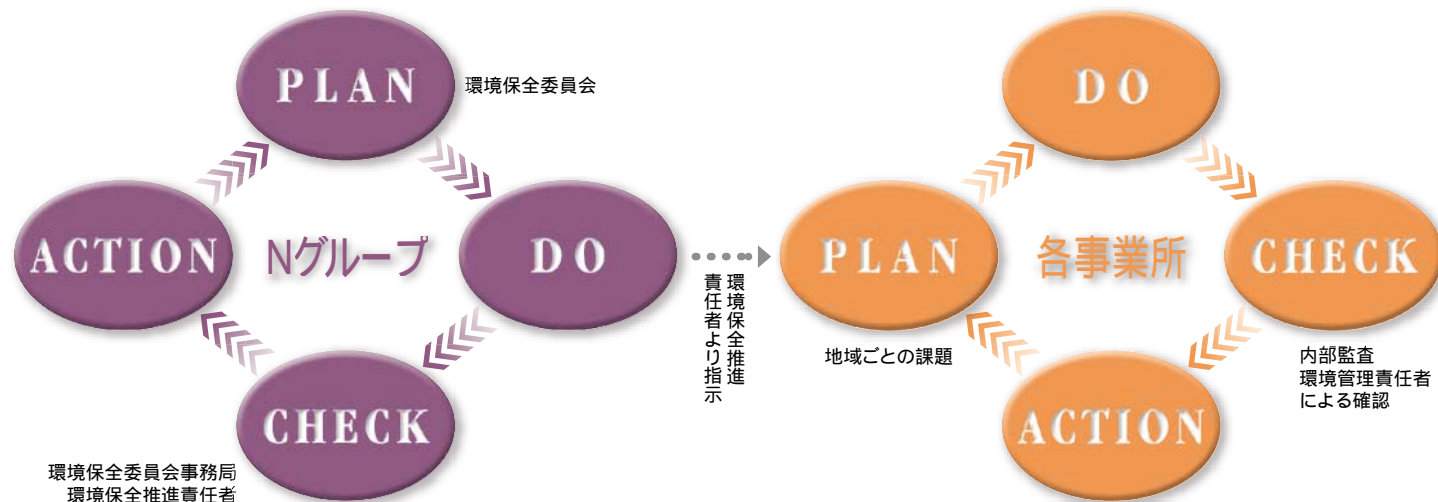 PLAN
環境保全委員会
ACTION
Nグループ
DO
CHECK
環境保全委員会事務局
環境保全推進責任者
環境保全推進
責任者より指示
DO
PLAN
各事業所
CHECK
地域ごとの課題
内部監査
環境管理責任者
による確認
ACTION